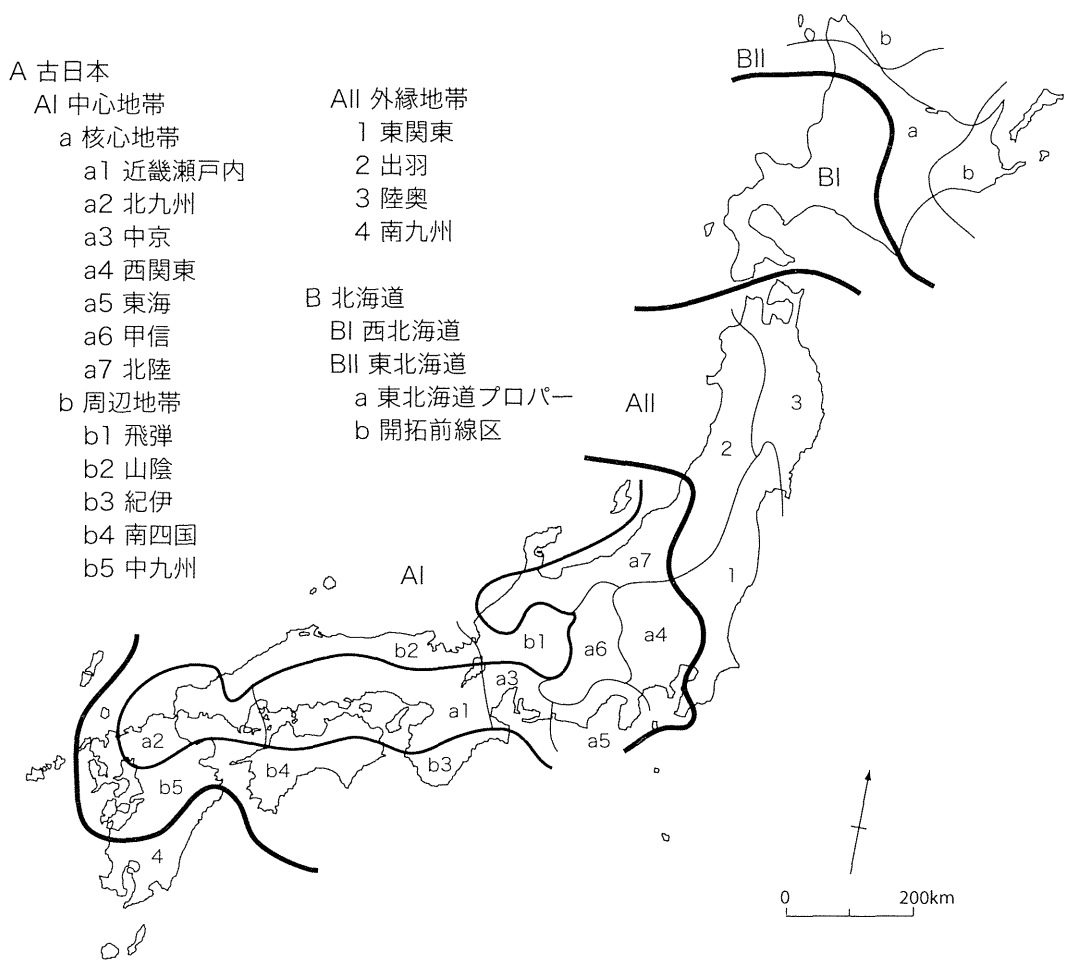 A 古日本
AI 中心地帯
a 核心地帯
a1 近畿瀬戸内
a2 北九州
a3 中京
a4 西関東
a5 東海
a6 甲信
a7 北陸
b 周辺地帯
b1 飛弾
b2 山陰
b3 紀伊
b4 南四国
b5 中九州
AII 外縁地帯
1 東関東
2 出羽
3 陸奥
4 南九州
B 北海道
BI 西北海道
BII 東北海道
a 東北海道プロパー
b 開拓前線区
b
BII
a
b
BI
3
AII
2
a7
1
AI
b1
a4
a6
b2
a3
a1
a5
a2
b4
b3
b5
4
0 200km